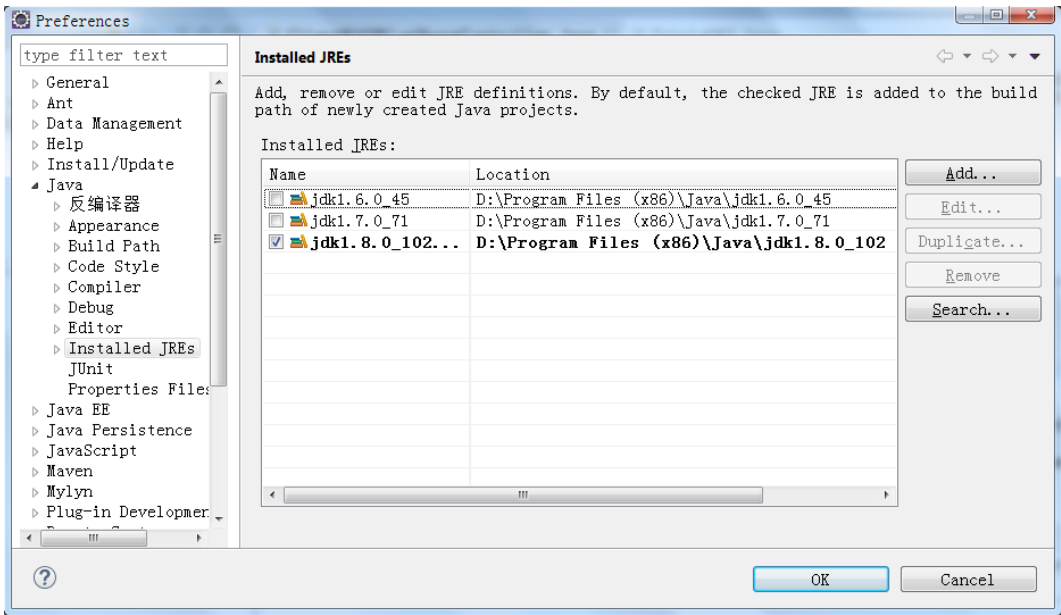 Preferences
type filter text
General
Ant
Data Management
Help
Install/Update
Java
反编译器
Appearance
Build Path
Code Style
Compiler
Debug
Editor
Installed JREs
JUnit
Properties Files
Java EE
Java Persistence
JavaScript
Maven
Mylyn
Plug-in Developmen
Installed JREs
Add, remove or edit JRE definitions. By default, the checked JRE is added to the build
path of newly created Java projects.
Installed JREs:
Name Location
jdk1.6.0_45 D:\Program Files (x86)\Java\jdk1.6.0_45
jdk1.7.0_71 D:\Program Files (x86)\Java\jdk1.7.0_71
jdk1.8.0_102... D:\Program Files (x86)\Java\jdk1.8.0_102
Add...
Edit...
Duplicate...
Remove
Search...
OK
Cancel